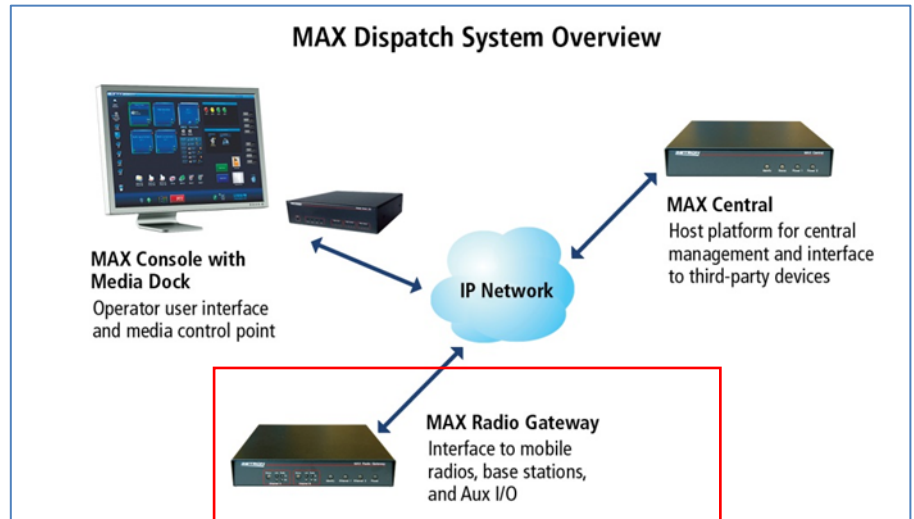 MAX Dispatch System Overview
MAX Console with
Media Dock
Operator user interface
and media control point
IP Network
MAX Central
Host platform for central
management and interface
to third-party devices
MAX Radio Gateway
Interface to mobile
radios, base stations,
and Aux I/O